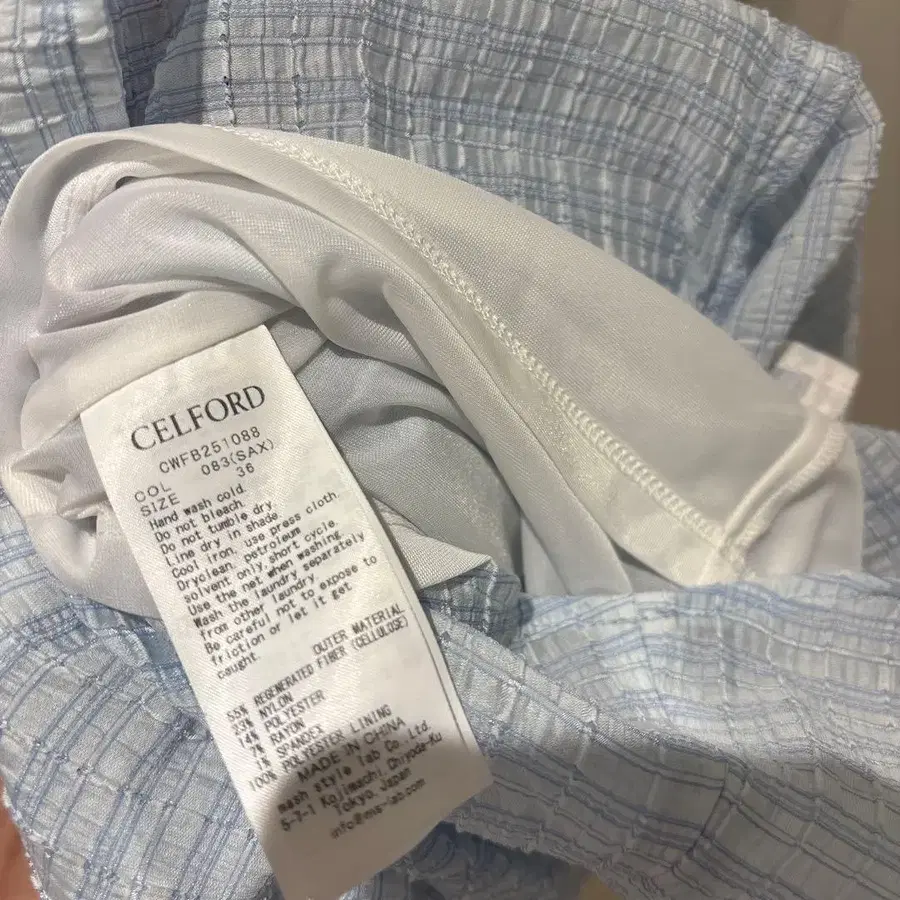 CELFORD
CWFB251088
COL 083(SAX)
SIZE 36
Hand wash cold.
Do not bleach.
Do not tumble dry.
Line dry in shade.
Cool iron, use press cloth.
Dryclean, petroleum
solvent only,short cycle.
Use the net when washing.
Wash the laundry separately
from other laundry.
Be careful not to expose to
friction or let it get
caught.
OUTER MATERIAL
55% REGENERATED FIBER (CELLULOSE)
23% NYLON
14% POLYESTER
7% RAYON
1% SPANDEX
100% POLYESTER LINING
MADE IN CHINA
mash style lab Co.,Ltd.
5-7-1 Kojimachi Chiyoda-Ku
Tokyo, Japan
info@ms-lab.com